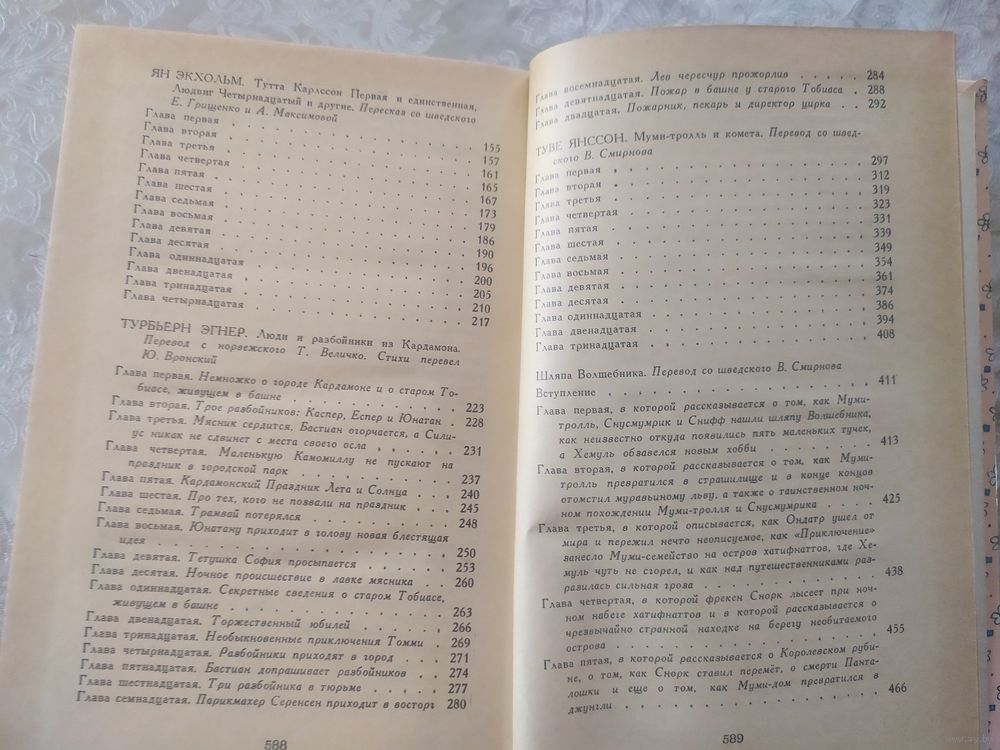 ЯН ЭКХОЛЬМ. Тутта Карлссон Первая и единственная,
Людвиг Четырнадцатый и другие. Пересказ со шведского
Е. Грищенко и А. Максимовой
Глава первая . . . . . 155
Глава вторая . . . . . 157
Глава третья . . . . . 161
Глава четвертая . . . . . 165
Глава пятая . . . . . 167
Глава шестая . . . . . 173
Глава седьмая . . . . . 179
Глава восьмая . . . . . 186
Глава девятая . . . . . 190
Глава десятая . . . . . 196
Глава одиннадцатая . . . . . 200
Глава двенадцатая . . . . . 205
Глава тринадцатая . . . . . 210
Глава четырнадцатая . . . . . 217
ТУРБЬЕРН ЭГНЕР. Люди и разбойники из Кардамона.
Перевод с норвежского Т. Величко. Стихи перевел
Ю. Вронский
Глава первая. Немножко о городе Кардамоне и о старом То-
биасе, живущем в башне . . . . . 223
Глава вторая. Трое разбойников: Каспер, Еспер и Юнатан . 228
Глава третья. Мясник сердится, Бастиан огорчается, а Сили-
ус никак не сдвинет с места своего осла . . . . . 231
Глава четвертая. Маленькую Камомиллу не пускают на
праздник в городской парк . . . . . 237
Глава пятая. Кардамонский Праздник Лета и Солнца . . . 240
Глава шестая. Про тех, кого не позвали на праздник . . . 245
Глава седьмая. Трамвай потерялся . . . . . 248
Глава восьмая. Юнатану приходит в голову новая блестящая
идея . . . . . 250
Глава девятая. Тетушка София просыпается . . . . . 253
Глава десятая. Ночное происшествие в лавке мясника . . 260
Глава одиннадцатая. Секретные сведения о старом Тобиасе,
живущем в башне . . . . . 263
Глава двенадцатая. Торжественный юбилей . . . . . 266
Глава тринадцатая. Необыкновенные приключения Томми . 269
Глава четырнадцатая. Разбойники приходят в город . . . 271
Глава пятнадцатая. Бастиан допрашивает разбойников . . 274
Глава шестнадцатая. Три разбойника в тюрьме . . . . . 277
Глава семнадцатая. Парикмахер Серенсен приходит в восторг 280
588
Глава восемнадцатая. Лев чересчур прожорлив . . . . . 284
Глава девятнадцатая. Пожар в башне у старого Тобиаса . 288
Глава двадцатая. Пожарник, пекарь и директор цирка . . 292
ТУВЕ ЯНССОН. Муми-тролль и комета. Перевод со швед-
ского В. Смирнова
Глава первая . . . . . 297
Глава вторая . . . . . 312
Глава третья . . . . . 319
Глава четвертая . . . . . 323
Глава пятая . . . . . 331
Глава шестая . . . . . 339
Глава седьмая . . . . . 349
Глава восьмая . . . . . 354
Глава девятая . . . . . 361
Глава десятая . . . . . 374
Глава одиннадцатая . . . . . 386
Глава двенадцатая . . . . . 394
Глава тринадцатая . . . . . 408
Шляпа Волшебника. Перевод со шведского В. Смирнова
Вступление . . . . . 411
Глава первая, в которой рассказывается о том, как Муми-
тролль, Снусмумрик и Снифф нашли шляпу Волшебника,
как неизвестно откуда появились пять маленьких тучек,
а Хемуль обзавелся новым хобби . . . . . 413
Глава вторая, в которой рассказывается о том, как Муми-
тролль превратился в страшилище и в конце концов
отомстил муравьиному льву, а также о таинственном ноч-
ном похождении Муми-тролля и Снусмумрика . . . . 425
Глава третья, в которой описывается, как Ондатр ушел от
мира и пережил нечто неописуемое, как «Приключение»
занесло Муми-семейство на остров хатифнаттов, где Хе-
муль чуть не сгорел, и как над путешественниками раз-
разилась сильная гроза . . . . . 438
Глава четвертая, в которой фрекен Снорк лысеет при ноч-
ном набеге хатифнаттов и в которой рассказывается о
чрезвычайно странной находке на берегу необитаемого
острова . . . . . 455
Глава пятая, в которой рассказывается о Королевском руби-
не, о том, как Снорк ставил перемёт, о смерти Панта-
лошки и еще о том, как Муми-дом превратился в
джунгли . . . . . 466
589